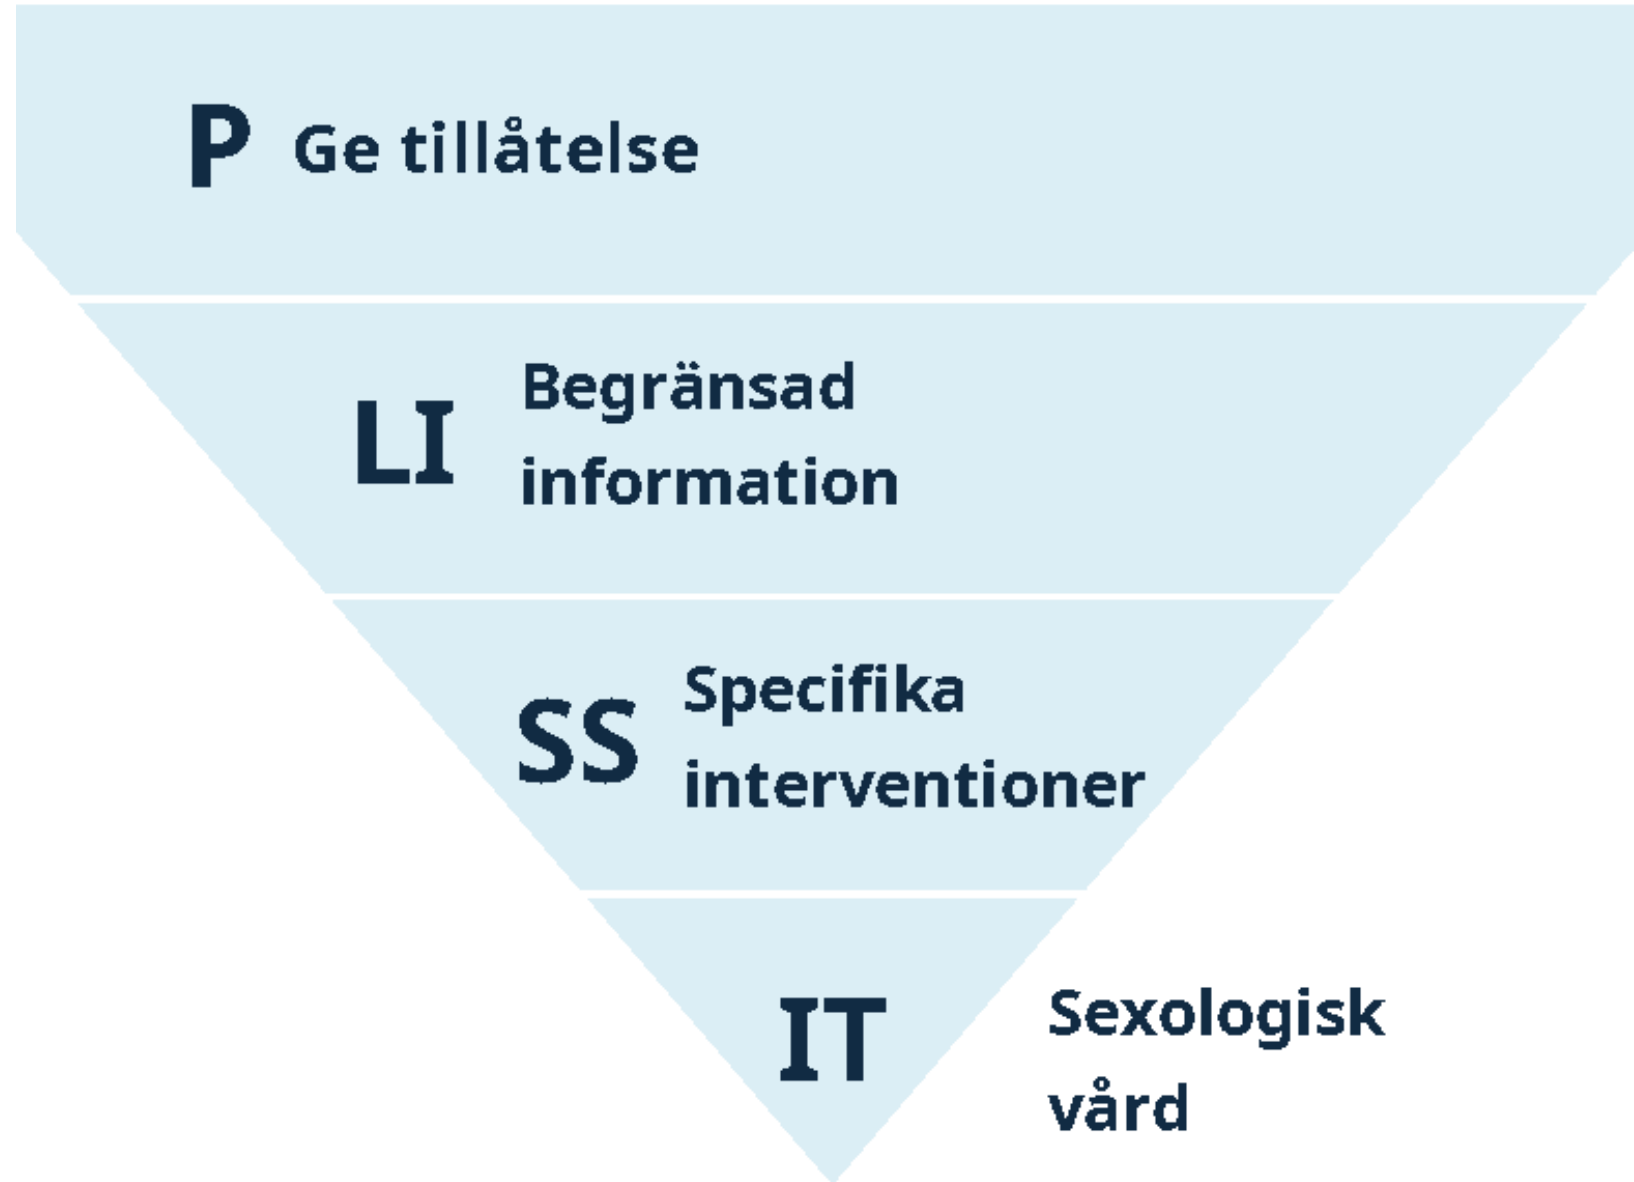 P Ge tillåtelse
LI Begränsad
information
SS Specifika
interventioner
IT Sexologisk
vård